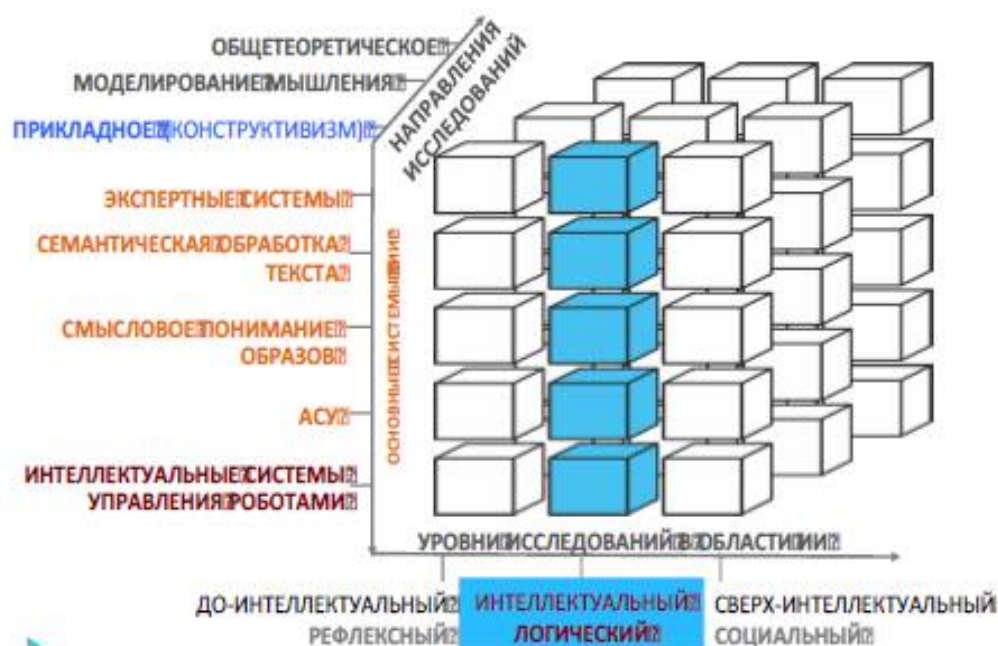 ОБЩЕТЕОРЕТИЧЕСКОЕ
МОДЕЛИРОВАНИЕ МЫШЛЕНИЯ
ПРИКЛАДНОЕ (КОНСТРУКТИВИЗМ)
НАПРАВЛЕНИЯ
ИССЛЕДОВАНИЙ
ЭКСПЕРТНЫЕ СИСТЕМЫ
СЕМАНТИЧЕСКАЯ ОБРАБОТКА
ТЕКСТА
СМЫСЛОВОЕ ПОНИМАНИЕ
ОБРАЗОВ
АСУ
ИНТЕЛЛЕКТУАЛЬНЫЕ СИСТЕМЫ
УПРАВЛЕНИЯ РОБОТАМИ
ОСНОВНЫЕ СИСТЕМЫ ИИ
УРОВНИ ИССЛЕДОВАНИЙ В ОБЛАСТИ ИИ
ДО-ИНТЕЛЛЕКТУАЛЬНЫЙ
РЕФЛЕКСНЫЙ
ИНТЕЛЛЕКТУАЛЬНЫЙ
ЛОГИЧЕСКИЙ
СВЕРХ-ИНТЕЛЛЕКТУАЛЬНЫЙ
СОЦИАЛЬНЫЙ